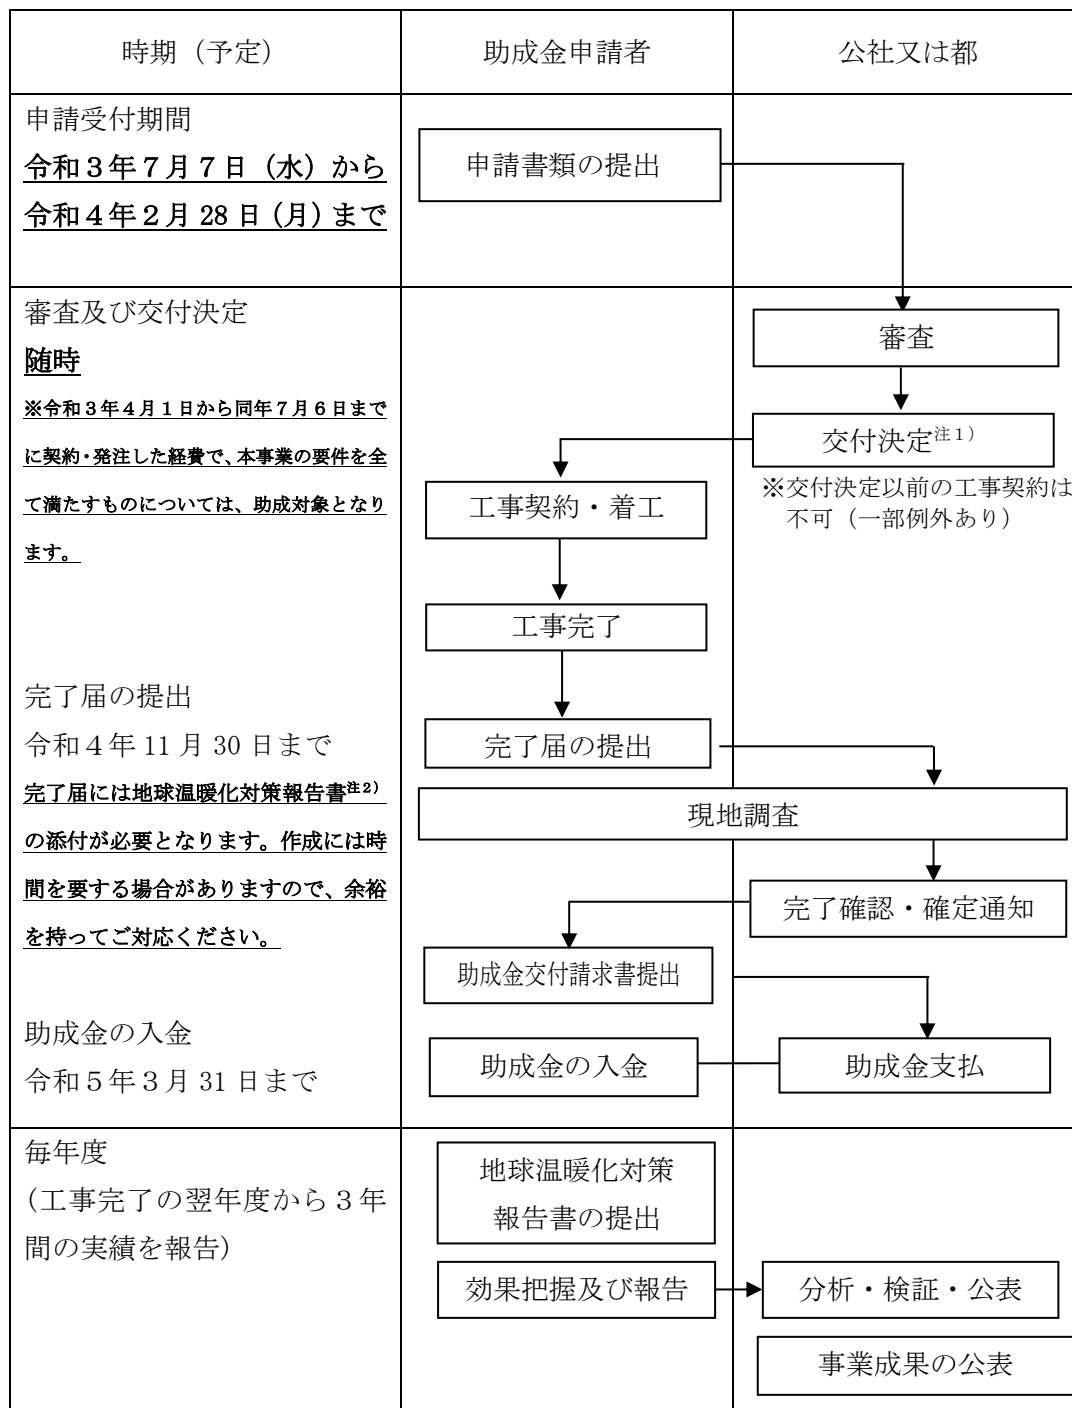 時期（予定）
助成金申請者
公社又は都
申請受付期間
令和３年７月７日（水）から
令和４年２月 28 日（月）まで
申請書類の提出
審査及び交付決定
随時
※令和３年４月１日から同年７月６日まで
に契約・発注した経費で、本事業の要件を全
て満たすものについては、助成対象となり
ます。
審査
交付決定注１）
※交付決定以前の工事契約は
不可（一部例外あり）
工事契約・着工
工事完了
完了届の提出
令和４年 11 月 30 日まで
完了届には地球温暖化対策報告書注２）
の添付が必要となります。作成には時
間を要する場合がありますので、余裕
を持ってご対応ください。
完了届の提出
現地調査
完了確認・確定通知
助成金交付請求書提出
助成金の入金
令和５年３月 31 日まで
助成金の入金
助成金支払
毎年度
（工事完了の翌年度から３年
間の実績を報告）
地球温暖化対策
報告書の提出
効果把握及び報告
分析・検証・公表
事業成果の公表